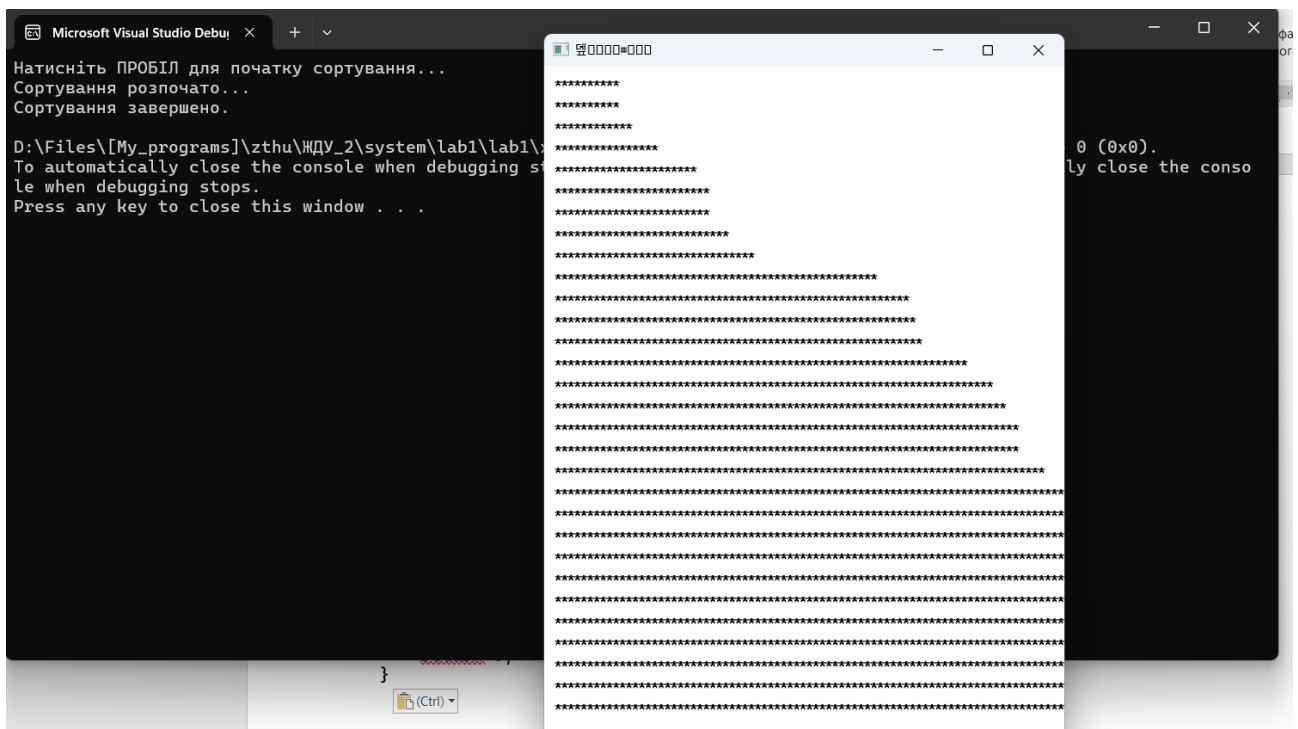 Microsoft Visual Studio Debu
Натисніть ПРОБІЛ для початку сортування...
Сортування розпочато...
Сортування завершено.
D:\Files\[My_programs]\zthu\ЖДУ_2\system\lab1\lab1\ 0 (0x0).
To automatically close the console when debugging st ly close the conso
le when debugging stops.
Press any key to close this window . . .
}
(Ctrl)